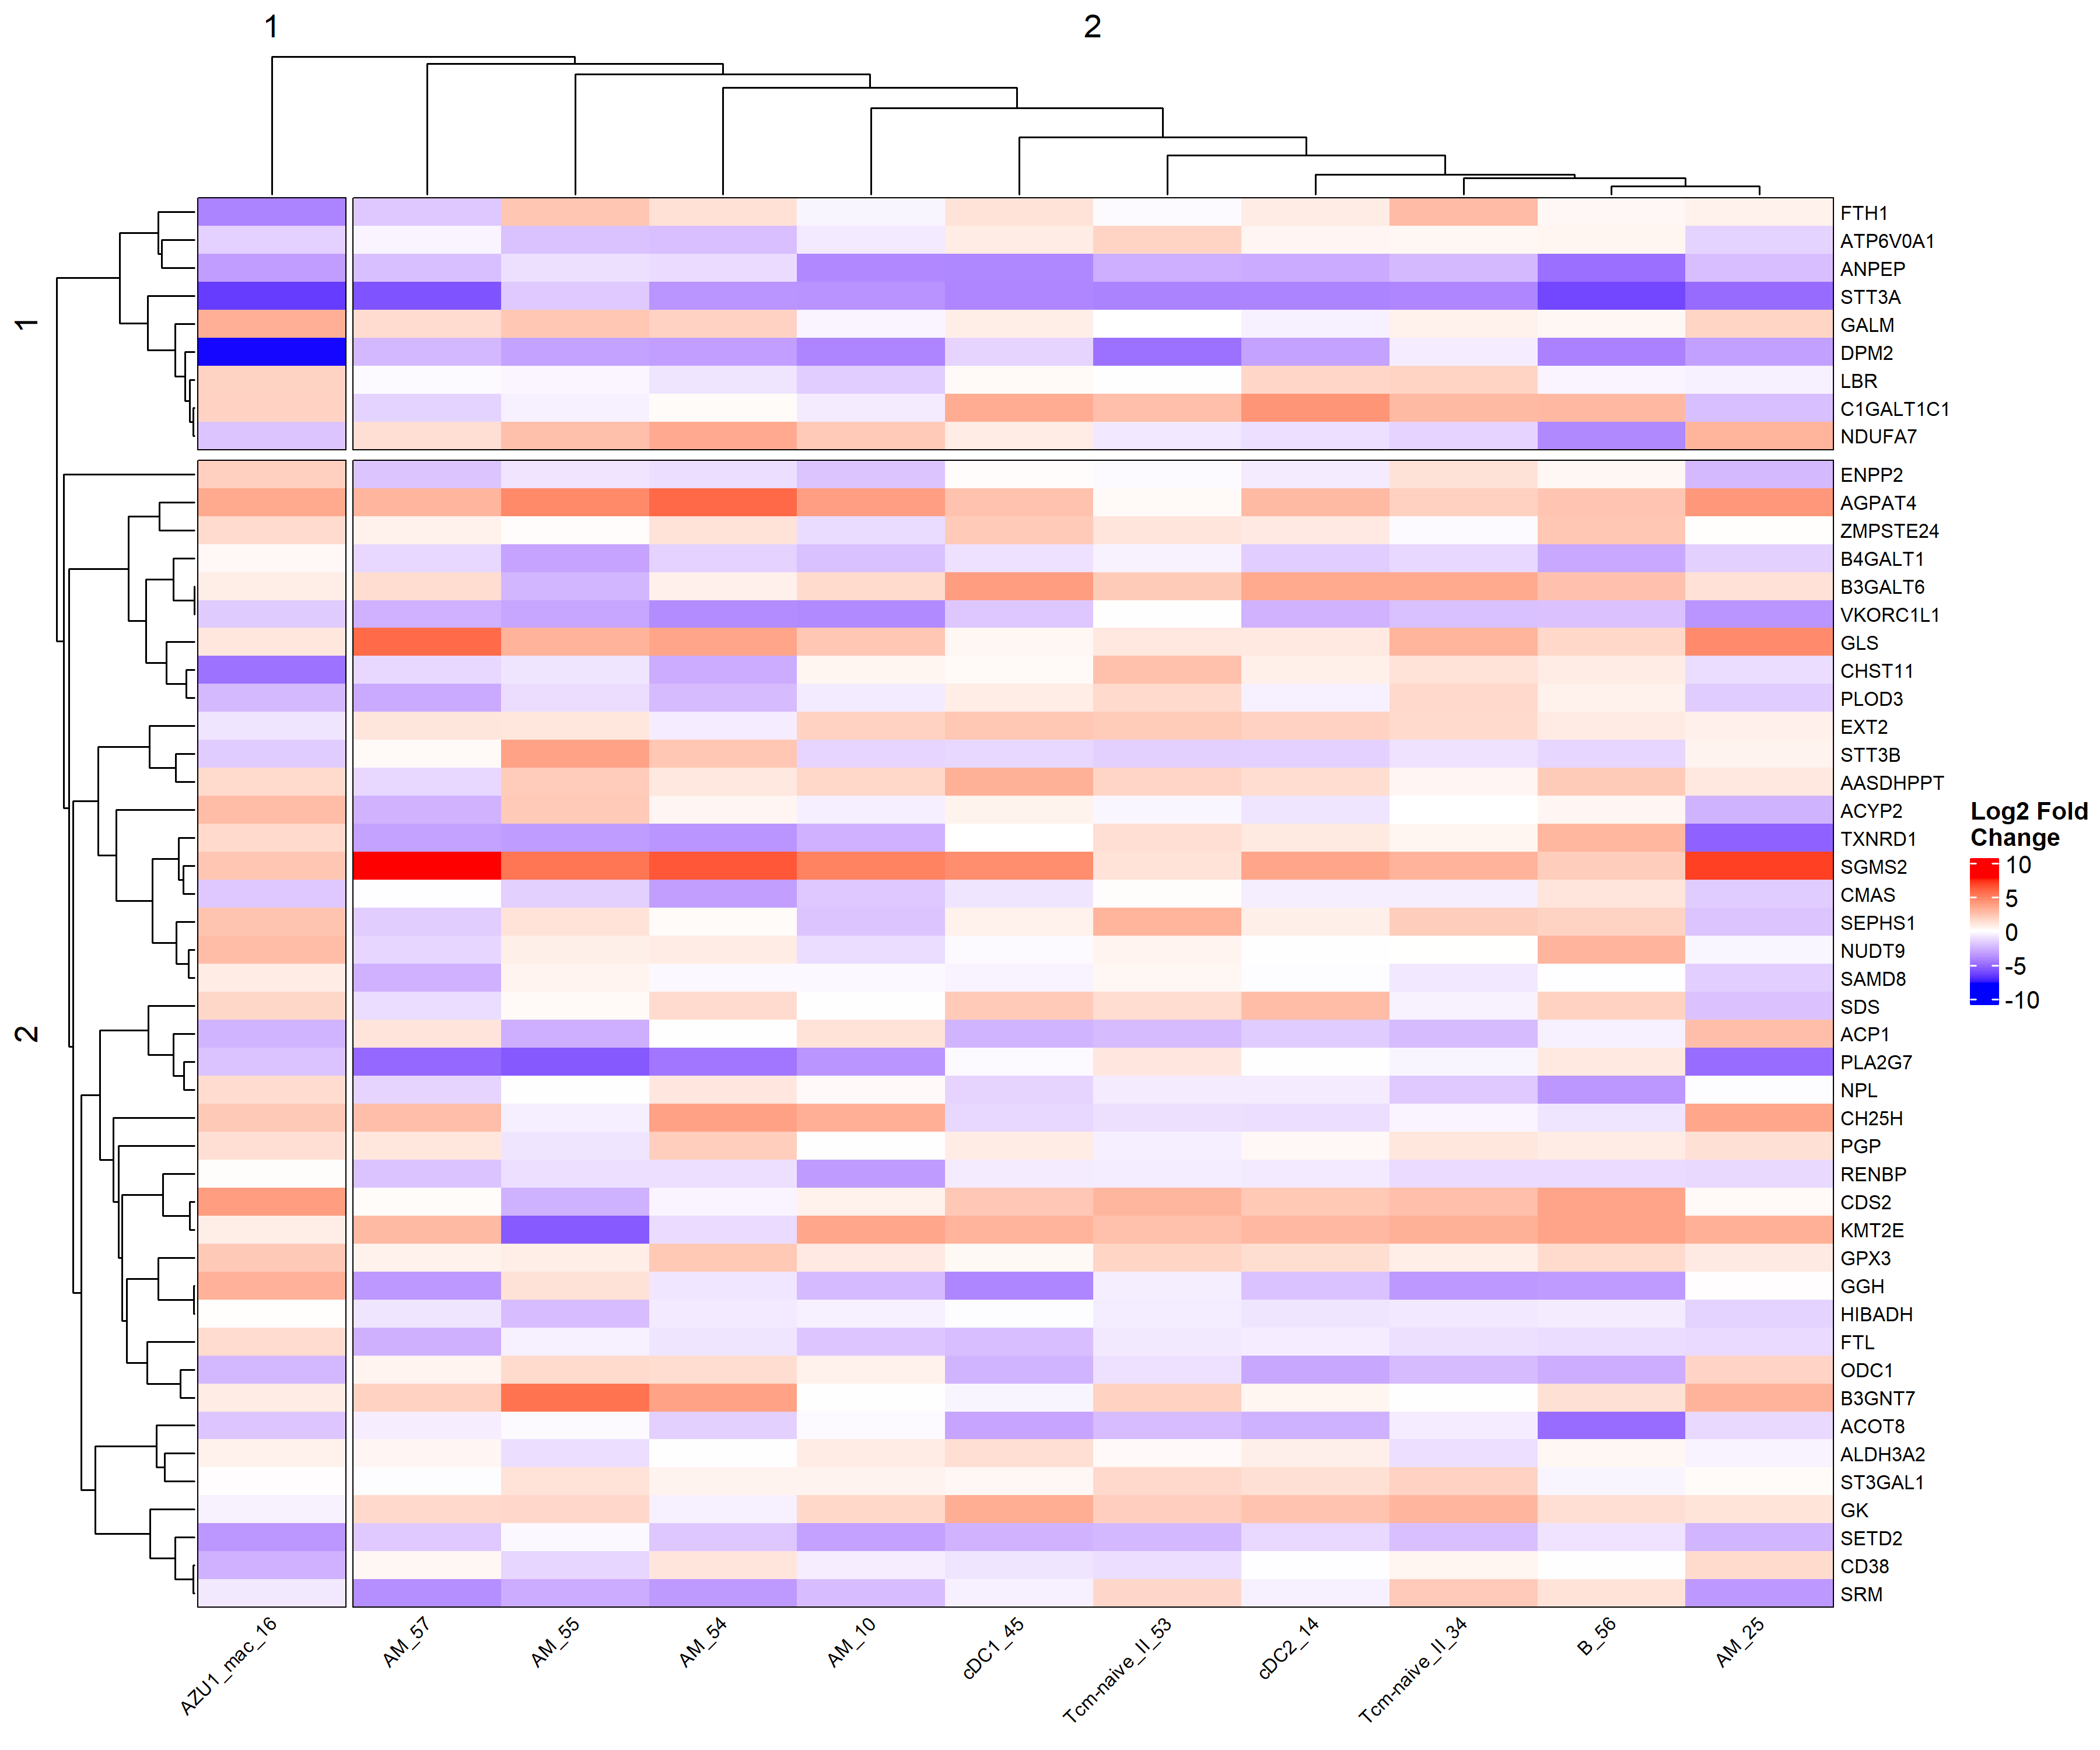 1
2
1
2
FTH1
ATP6V0A1
ANPEP
STT3A
GALM
DPM2
LBR
C1GALT1C1
NDUFA7
ENPP2
AGPAT4
ZMPSTE24
B4GALT1
B3GALT6
VKORC1L1
GLS
CHST11
PLOD3
EXT2
STT3B
AASDHPPT
ACYP2
TXNRD1
SGMS2
CMAS
SEPHS1
NUDT9
SAMD8
SDS
ACP1
PLA2G7
NPL
CH25H
PGP
RENBP
CDS2
KMT2E
GPX3
GGH
HIBADH
FTL
ODC1
B3GNT7
ACOT8
ALDH3A2
ST3GAL1
GK
SETD2
CD38
SRM
AZU1_mac_16
AM_57
AM_55
AM_54
AM_10
cDC1_45
Tcm-naive_II_53
cDC2_14
Tcm-naive_II_34
B_56
AM_25
Log2 Fold
Change
10
5
0
-5
-10